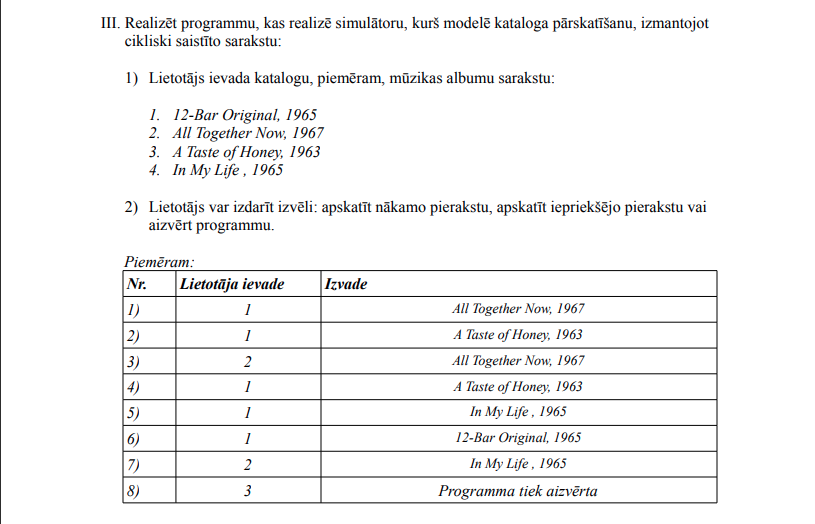 III. Realizēt programmu, kas realizē simulātoru, kurš modelē kataloga pārskatīšanu, izmantojot
cikliski saistīto sarakstu:
1) Lietotājs ievada katalogu, piemēram, mūzikas albumu sarakstu:
1. 12-Bar Original, 1965
2. All Together Now, 1967
3. A Taste of Honey, 1963
4. In My Life , 1965
2) Lietotājs var izdarīt izvēli: apskatīt nākamo pierakstu, apskatīt iepriekšējo pierakstu vai
aizvērt programmu.
Piemēram:
Nr. Lietotāja ievade Izvade
1) 1 All Together Now, 1967
2) 1 A Taste of Honey, 1963
3) 2 All Together Now, 1967
4) 1 A Taste of Honey, 1963
5) 1 In My Life , 1965
6) 1 12-Bar Original, 1965
7) 2 In My Life , 1965
8) 3 Programma tiek aizvērta